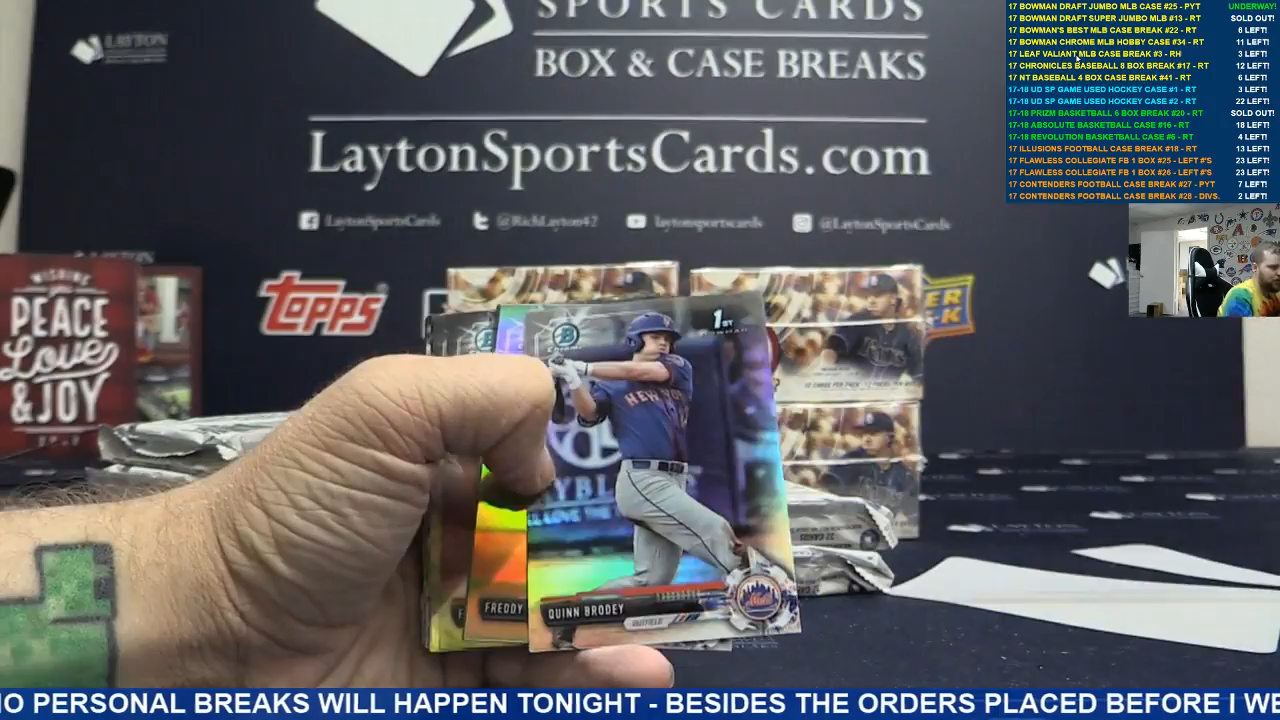 SPORTS CARDS
BOX & CASE BREAKS
LaytonSportsCards.com
LaytonSportsCards
@RichLayton42
laytonsportscards
@LaytonSportsCards
LAYTON
17 BOWMAN DRAFT JUMBO MLB CASE #25 - PYT UNDERWAY!
17 BOWMAN DRAFT SUPER JUMBO MLB #13 - RT SOLD OUT!
17 BOWMAN'S BEST MLB CASE BREAK #22 - RT 6 LEFT!
17 BOWMAN CHROME MLB HOBBY CASE #34 - RT 11 LEFT!
17 LEAF VALIANT MLB CASE BREAK #3 - RH 3 LEFT!
17 CHRONICLES BASEBALL 8 BOX BREAK #17 - RT 12 LEFT!
17 NT BASEBALL 4 BOX CASE BREAK #41 - RT 6 LEFT!
17-18 UD SP GAME USED HOCKEY CASE #1 - RT 3 LEFT!
17-18 UD SP GAME USED HOCKEY CASE #2 - RT 22 LEFT!
17-18 PRIZM BASKETBALL 6 BOX BREAK #20 - RT SOLD OUT!
17-18 ABSOLUTE BASKETBALL CASE #16 - RT 18 LEFT!
17-18 REVOLUTION BASKETBALL CASE #6 - RT 4 LEFT!
17 ILLUSIONS FOOTBALL CASE BREAK #18 - RT 13 LEFT!
17 FLAWLESS COLLEGIATE FB 1 BOX #25 - LEFT #'S 23 LEFT!
17 FLAWLESS COLLEGIATE FB 1 BOX #26 - LEFT #'S 23 LEFT!
17 CONTENDERS FOOTBALL CASE BREAK #27 - PYT 7 LEFT!
17 CONTENDERS FOOTBALL CASE BREAK #28 - DIVS. 2 LEFT!
WISHING
PEACE
Love
& JOY
TOPPS
1ST
NEW YO
FREDDY
QUINN BRODEY
OUTFIELD
NO PERSONAL BREAKS WILL HAPPEN TONIGHT - BESIDES THE ORDERS PLACED BEFORE I WE